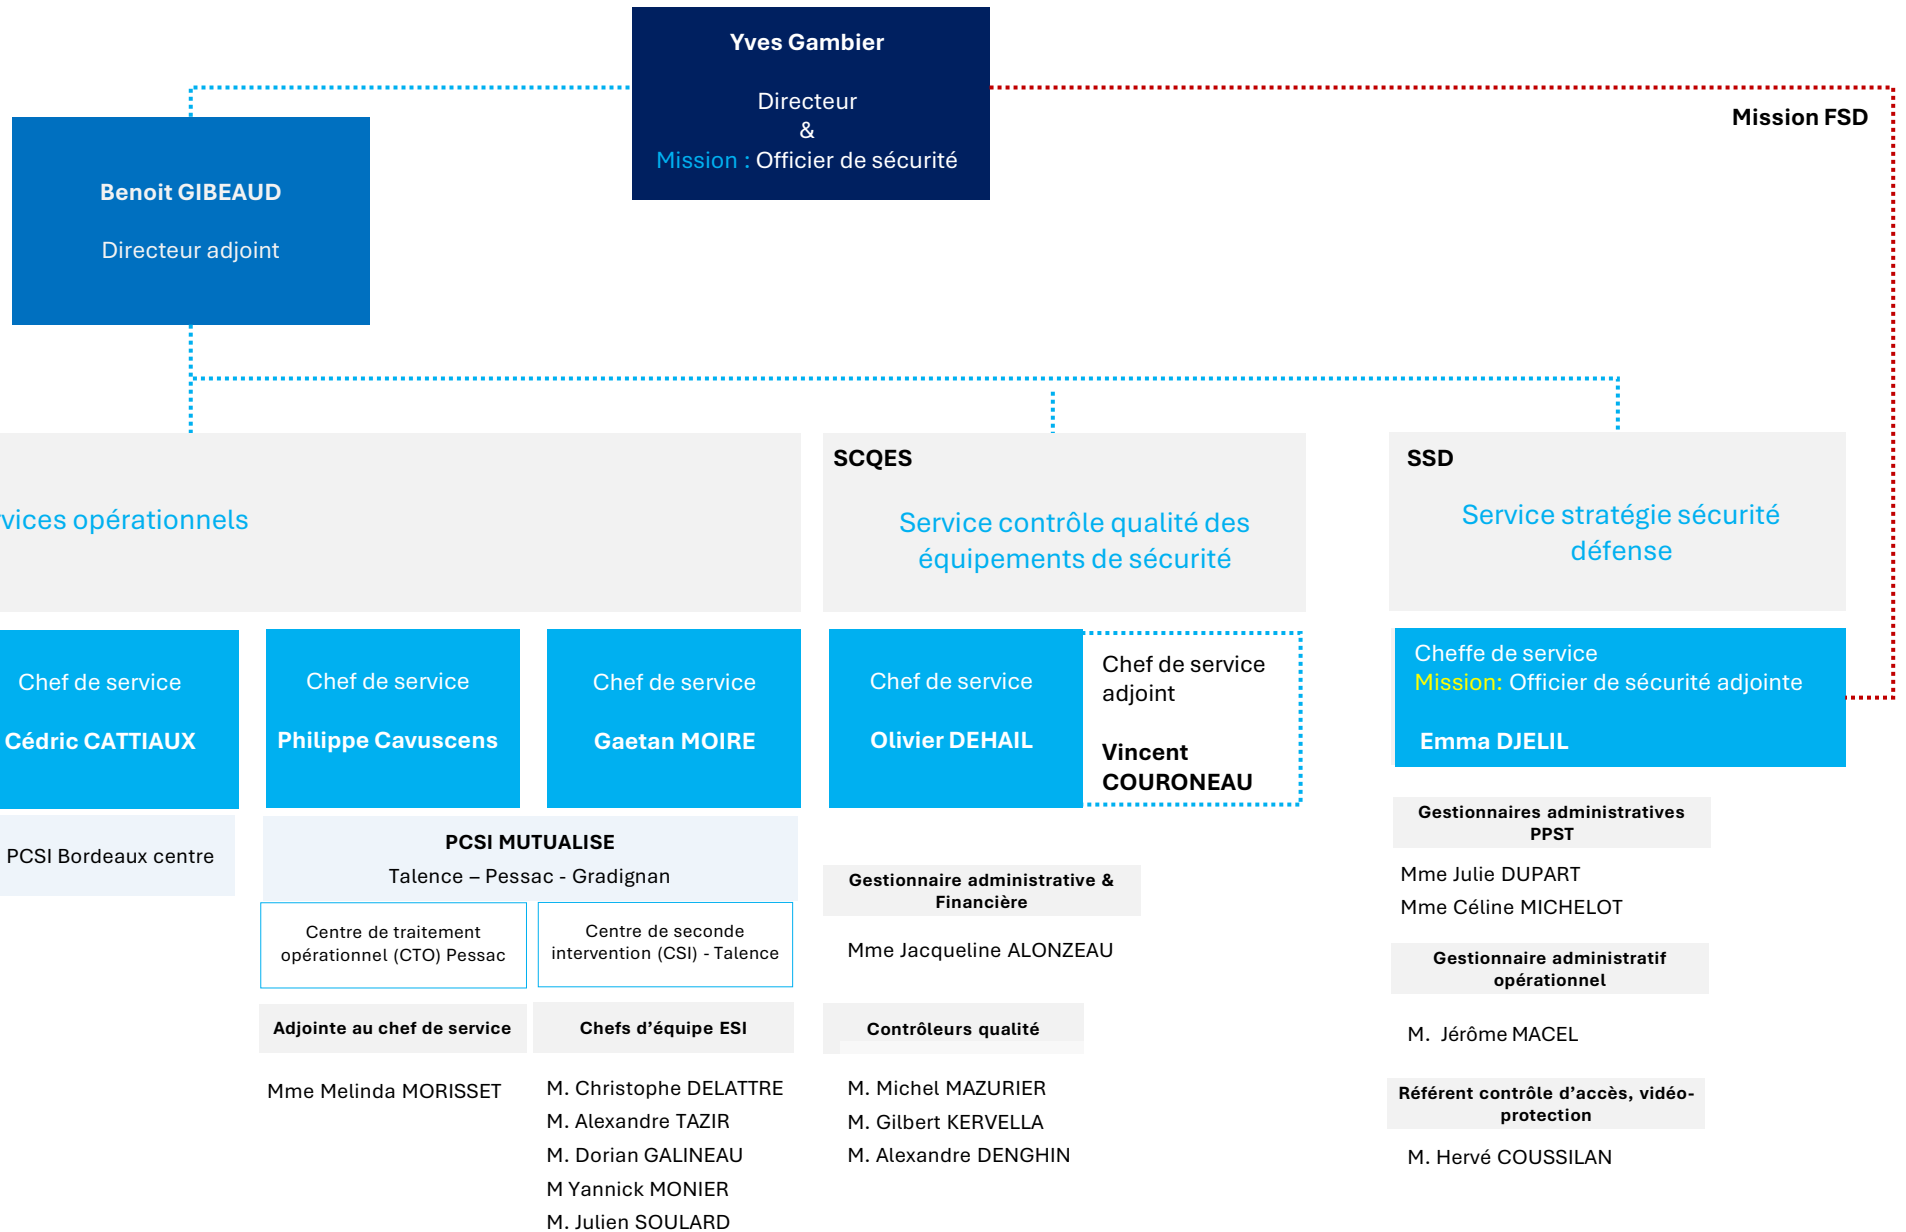 Yves Gambier
Directeur
&
Mission : Officier de sécurité
Mission FSD
Benoit GIBEAUD
Directeur adjoint
vices opérationnels
SCQES
Service contrôle qualité des
équipements de sécurité
SSD
Service stratégie sécurité
défense
Chef de service
Cédric CATTIAUX
Chef de service
Philippe Cavuscens
Chef de service
Gaetan MOIRE
Chef de service
Olivier DEHAIL
Chef de service
adjoint
Vincent
COURONEAU
Cheffe de service
Mission: Officier de sécurité adjointe
Emma DJELIL
PCSI Bordeaux centre
PCSI MUTUALISE
Talence – Pessac - Gradignan
Centre de traitement
opérationnel (CTO) Pessac
Centre de seconde
intervention (CSI) - Talence
Adjointe au chef de service
Mme Melinda MORISSET
Chefs d'équipe ESI
M. Christophe DELATTRE
M. Alexandre TAZIR
M. Dorian GALINEAU
M Yannick MONIER
M. Julien SOULARD
Gestionnaire administrative &
Financière
Mme Jacqueline ALONZEAU
Contrôleurs qualité
M. Michel MAZURIER
M. Gilbert KERVELLA
M. Alexandre DENGHIN
Gestionnaires administratives
PPST
Mme Julie DUPART
Mme Céline MICHELOT
Gestionnaire administratif
opérationnel
M. Jérôme MACEL
Référent contrôle d'accès, vidéo-
protection
M. Hervé COUSSILAN